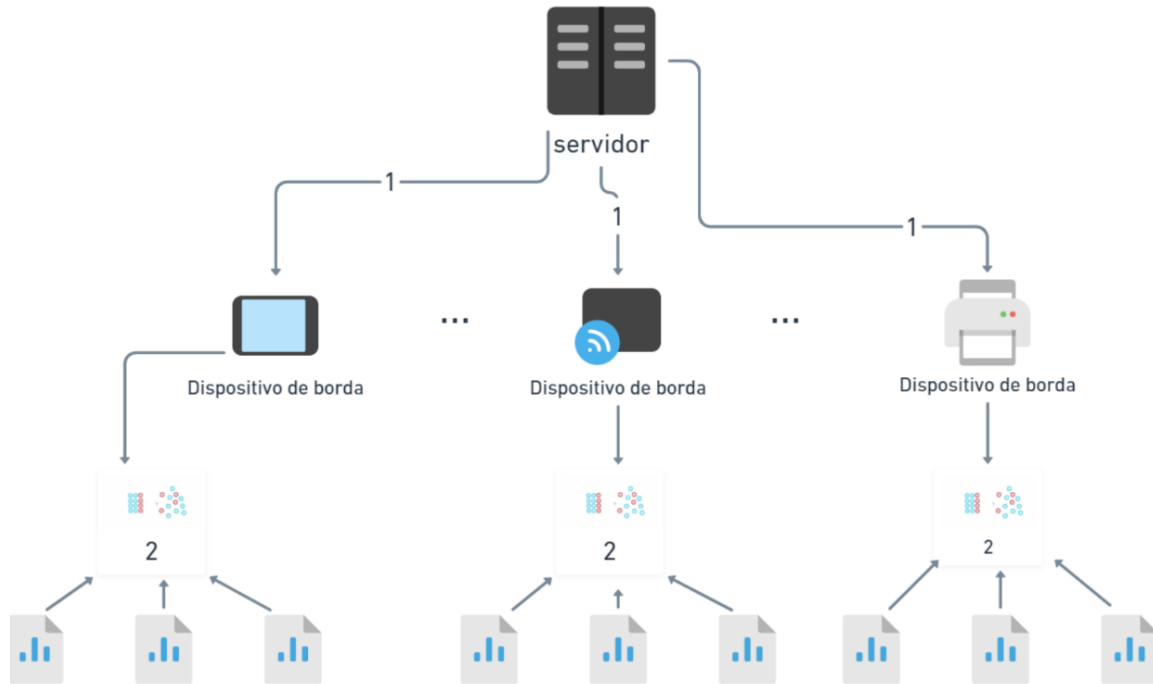 servidor
1
1
1
... ...
Dispositivo de borda
Dispositivo de borda
Dispositivo de borda
2
2
2